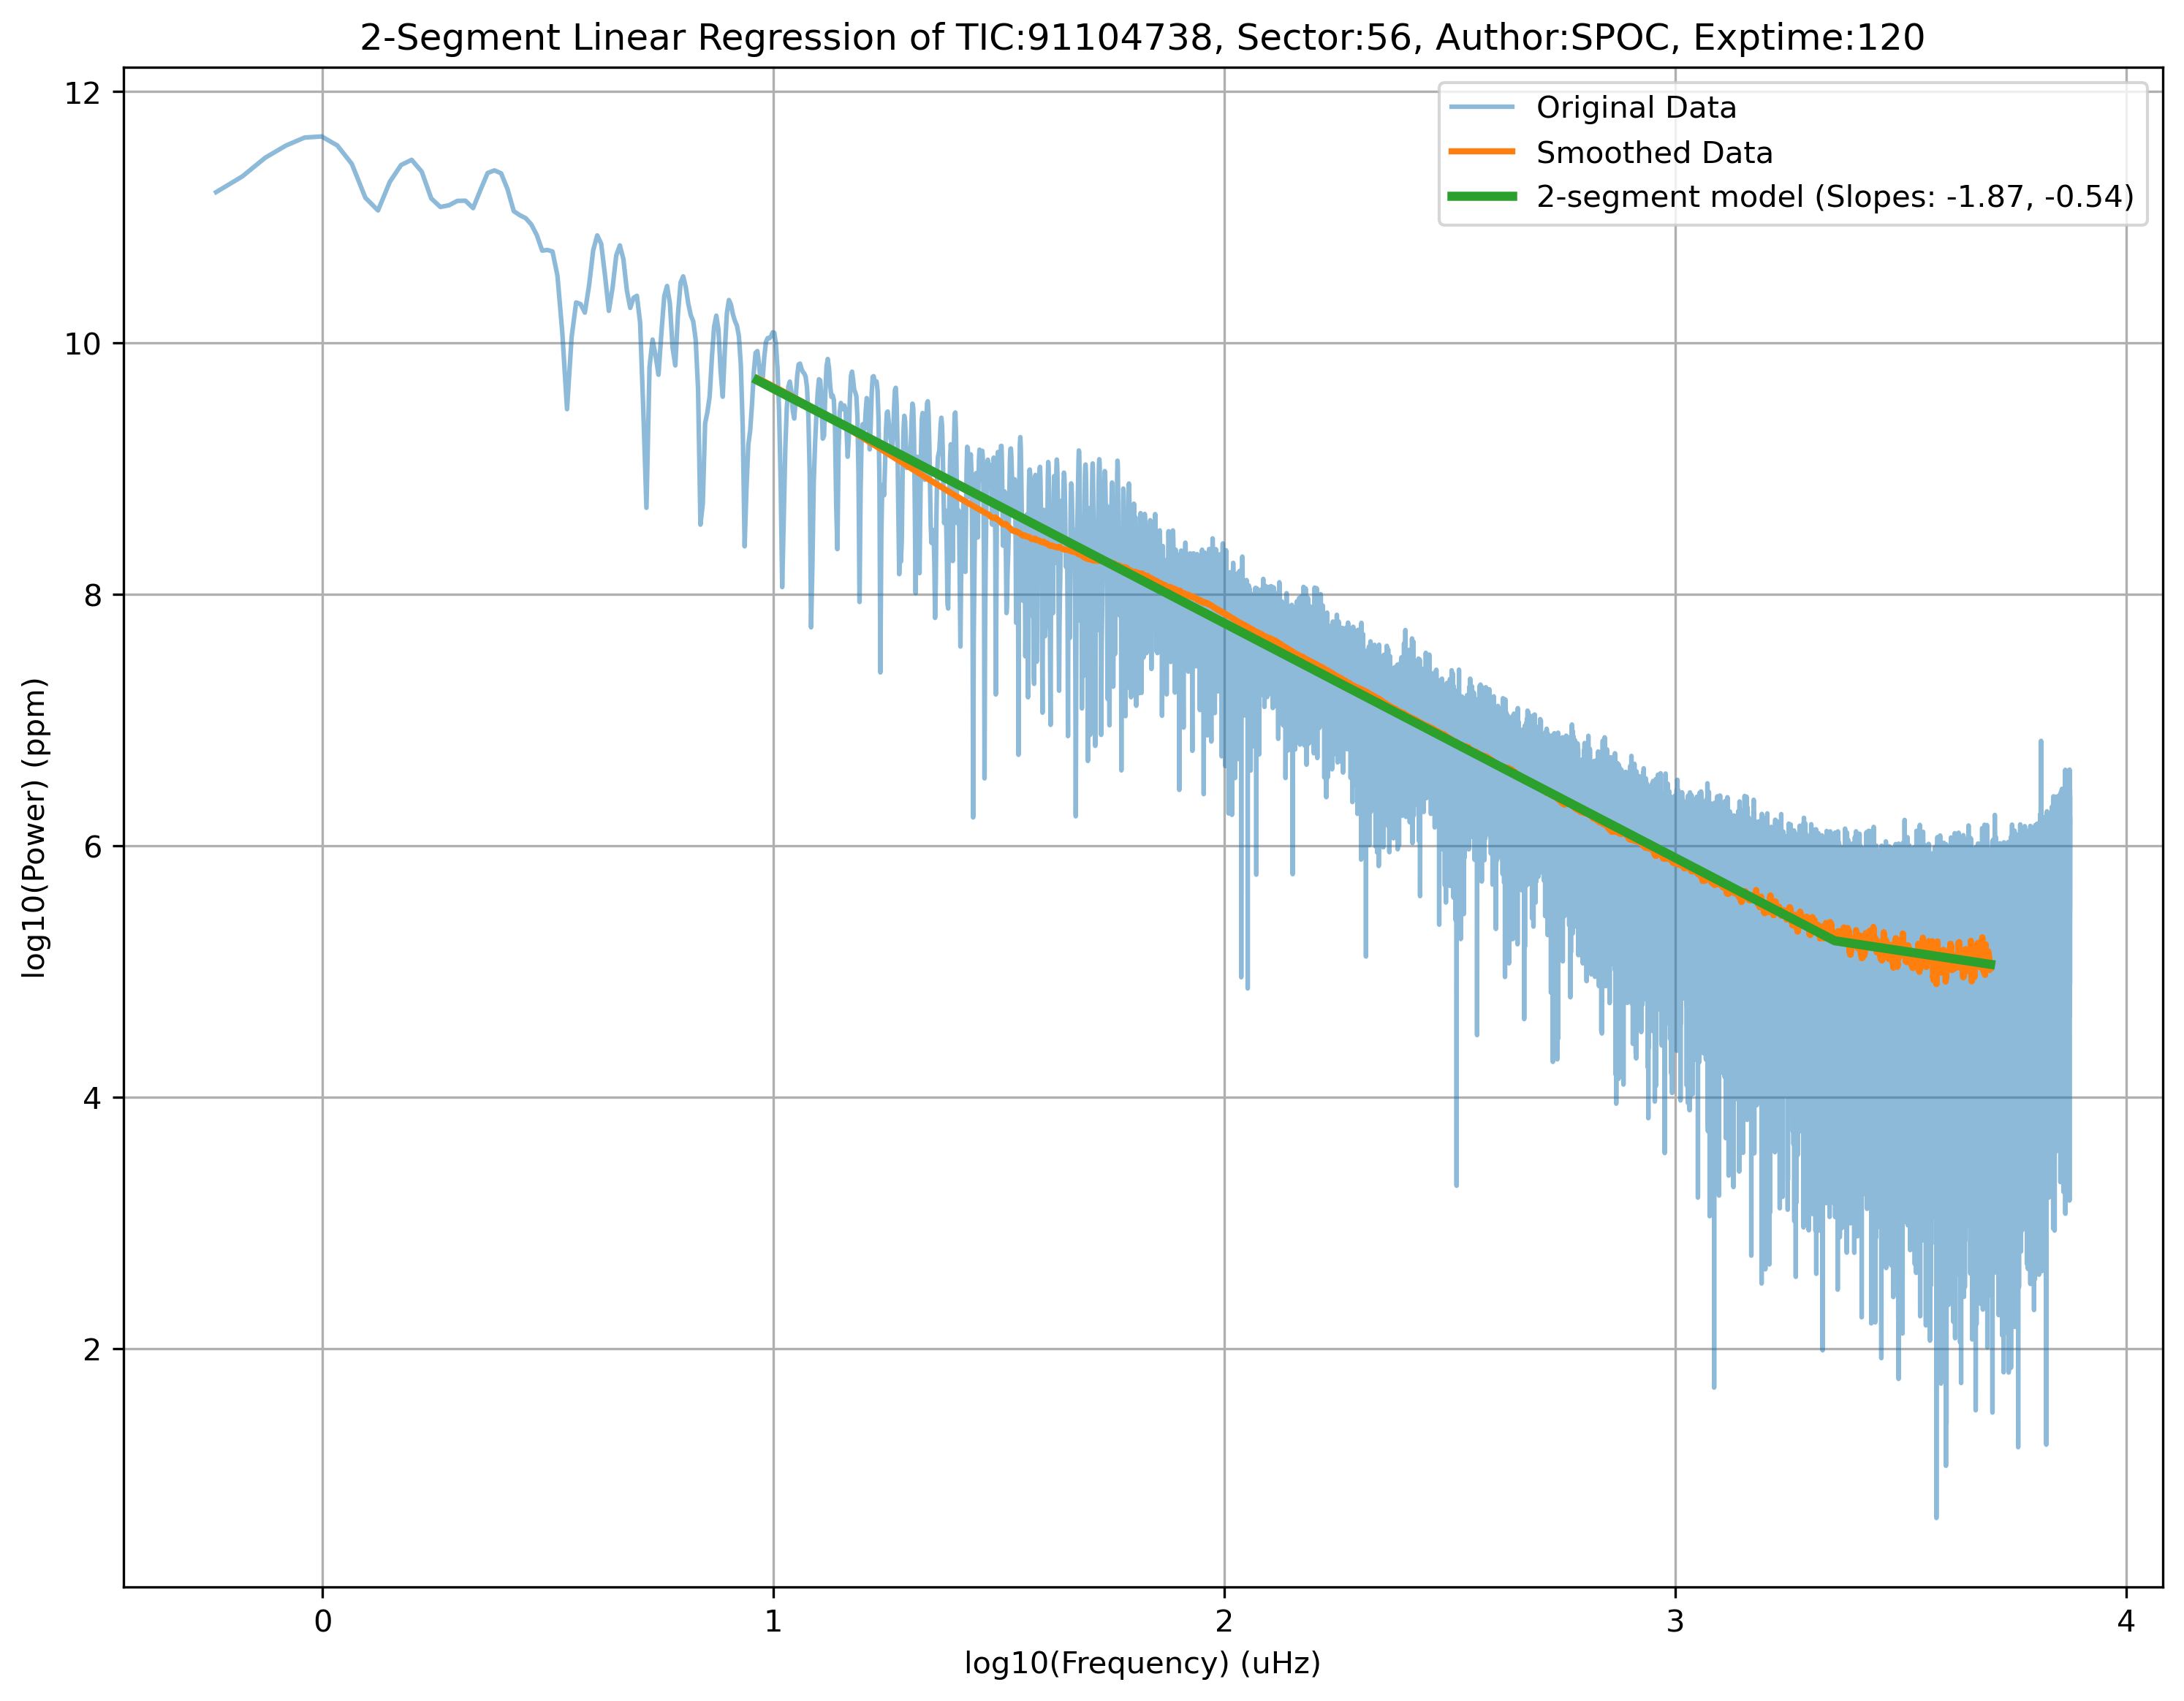 2-Segment Linear Regression of TIC:91104738, Sector:56, Author:SPOC, Exptime:120
Original Data
Smoothed Data
2-segment model (Slopes: -1.87, -0.54)
12
10
8
6
4
2
log10(Power) (ppm)
0 1 2 3 4
log10(Frequency) (uHz)